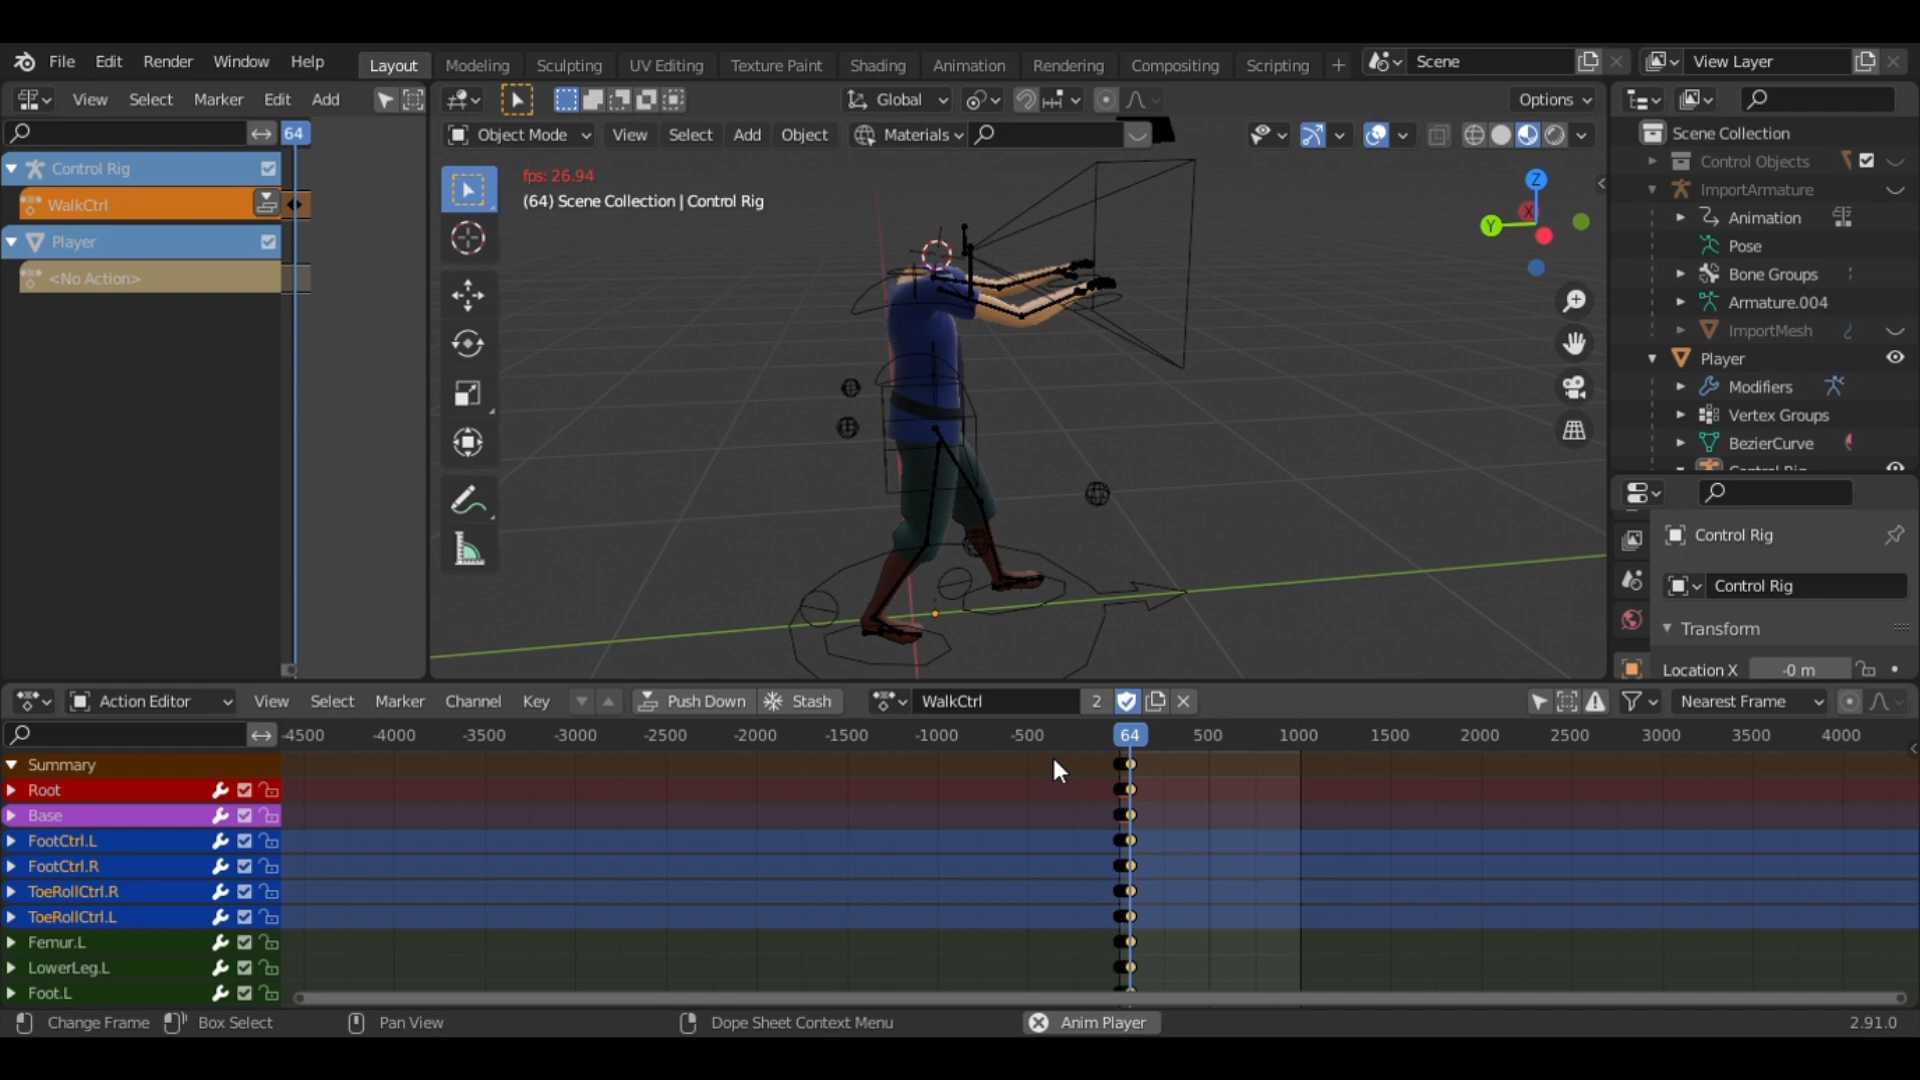 File Edit Render Window Help Layout Modeling Sculpting UV Editing Texture Paint Shading Animation Rendering Compositing Scripting + Scene View Layer
View Select Marker Edit Add Global Options
64 Object Mode View Select Add Object Materials
Scene Collection
Control Rig
Control Objects
fps: 26.94
ImportArmature
WalkCtrl
(64) Scene Collection | Control Rig
Z
X
Y
Animation
Player
Pose
<No Action>
Bone Groups
Armature.004
ImportMesh
Player
Modifiers
Vertex Groups
BezierCurve
Control Rig
Control Rig
Control Rig
Transform
Location X -0 m
Action Editor View Select Marker Channel Key Push Down Stash WalkCtrl 2 Nearest Frame
-4500 -4000 -3500 -3000 -2500 -2000 -1500 -1000 -500 64 500 1000 1500 2000 2500 3000 3500 4000
Summary
Root
Base
FootCtrl.L
FootCtrl.R
ToeRollCtrl.R
ToeRollCtrl.L
Femur.L
LowerLeg.L
Foot.L
Change Frame Box Select Pan View Dope Sheet Context Menu Anim Player 2.91.0